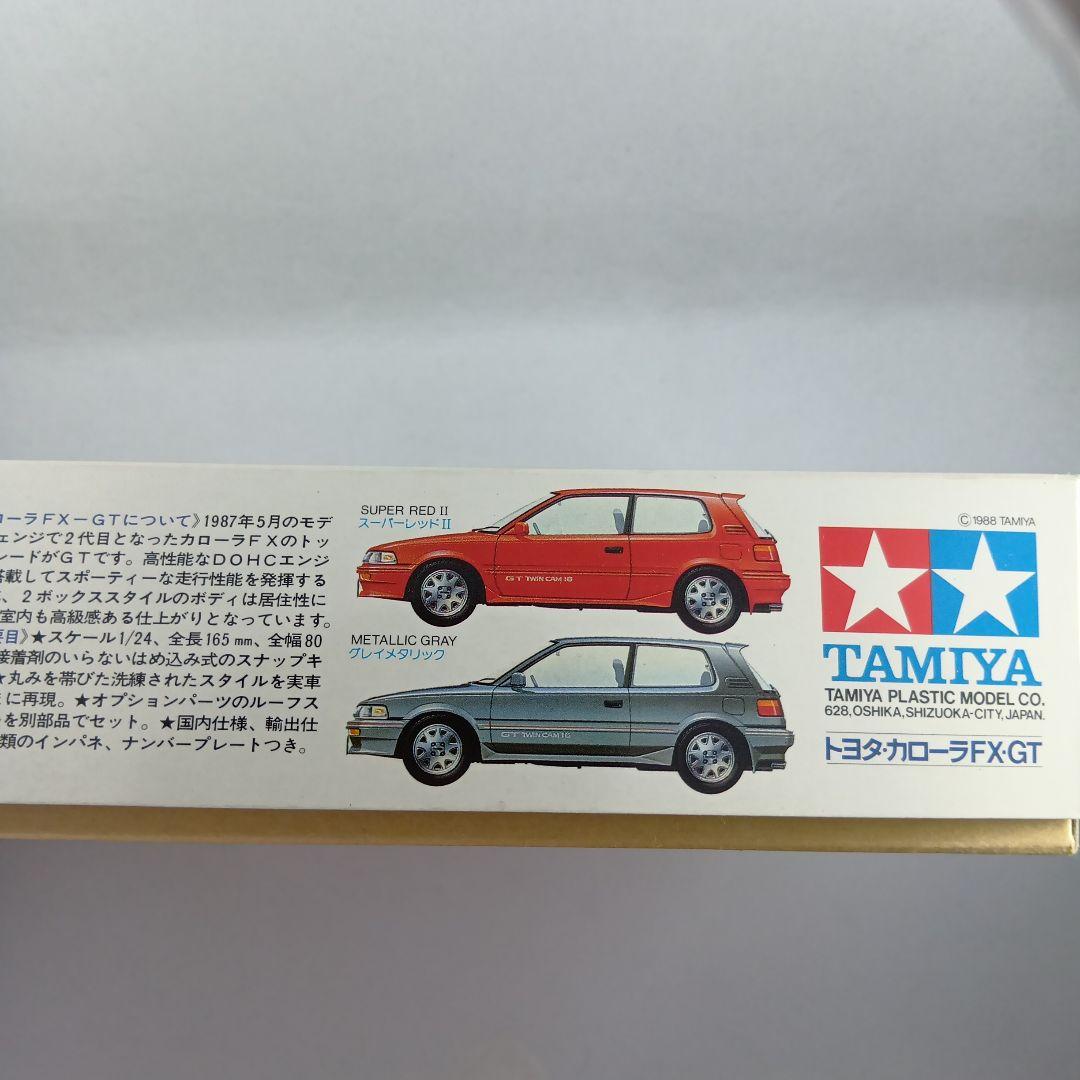 ローラFX－GTについて》1987年5月のモデ
ェンジで2代目となったカローラFXのトッ
レードがGTです。高性能なDOHCエンジ
載してスポーティーな走行性能を発揮する
、2ボックススタイルのボディは居住性に
室内も高級感ある仕上がりとなっています。
目》★スケール1/24、全長165mm、全幅80
接着剤のいらないはめ込み式のスナップキ
★丸みを帯びた洗練されたスタイルを実車
に再現。★オプションパーツのルーフス
を別部品でセット。★国内仕様、輸出仕
類のインパネ、ナンバープレートつき。
SUPER RED II
スーパーレッドII
GT TWIN CAM 16
METALLIC GRAY
グレイメタリック
GT TWIN CAM 16
© 1988 TAMIYA
TAMIYA
TAMIYA PLASTIC MODEL CO.
628, OSHIKA, SHIZUOKA-CITY, JAPAN.
トヨタ・カローラFX・GT